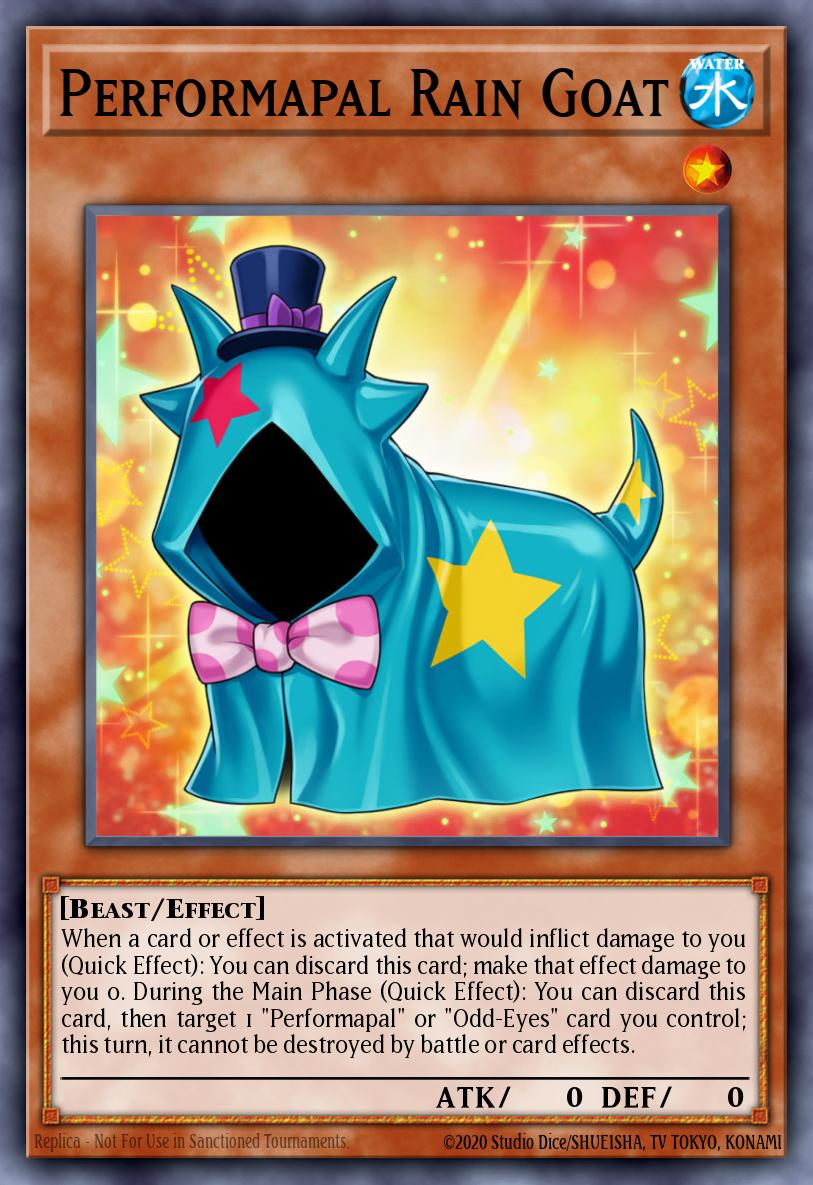 Performapal Rain Goat
WATER
水
[Beast/Effect]
When a card or effect is activated that would inflict damage to you
(Quick Effect): You can discard this card; make that effect damage to
you 0. During the Main Phase (Quick Effect): You can discard this
card, then target 1 "Performapal" or "Odd-Eyes" card you control;
this turn, it cannot be destroyed by battle or card effects.
ATK/ 0 DEF/ 0
Replica - Not For Use in Sanctioned Tournaments.
©2020 Studio Dice/SHUEISHA, TV TOKYO, KONAMI